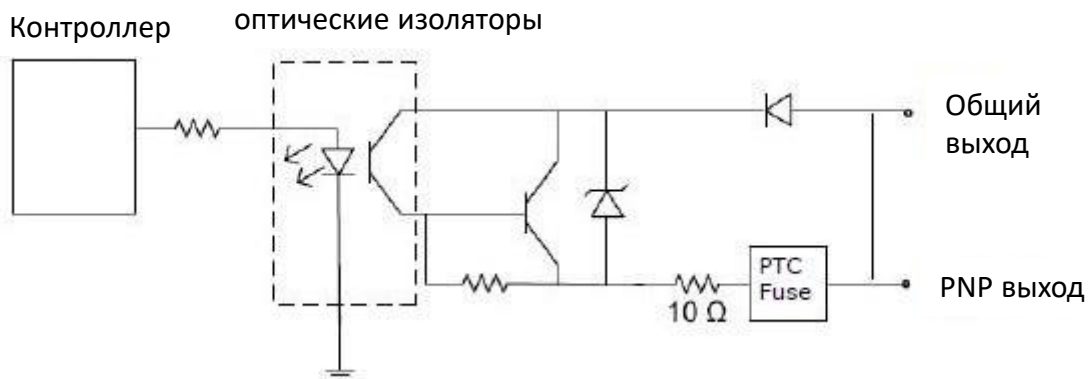 Контроллер
оптические изоляторы
Общий
выход
PTC
Fuse
10 Ω
PNP выход